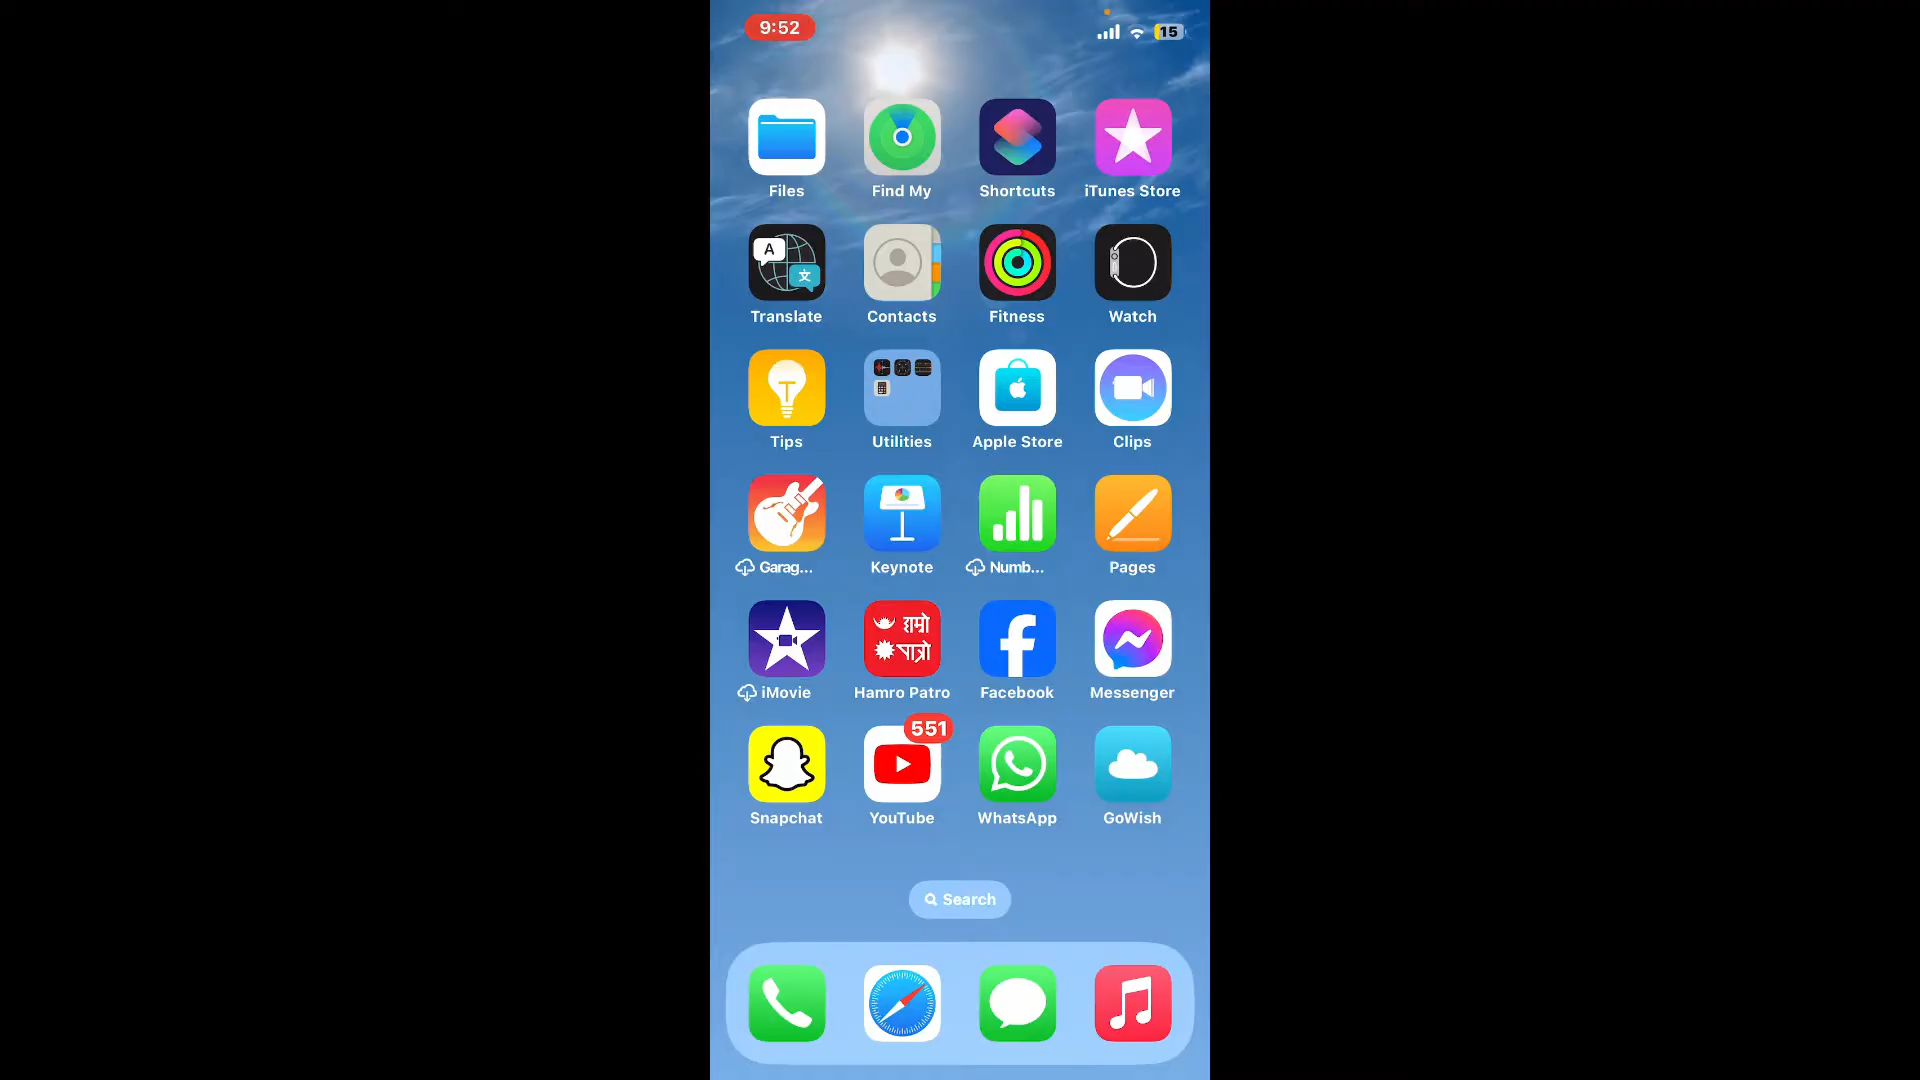 9:52
15
Files Find My Shortcuts iTunes Store
A
文
Translate Contacts Fitness Watch
Tips Utilities Apple Store Clips
Garag... Keynote Numb... Pages
हाम्रो
पात्रो
iMovie Hamro Patro Facebook Messenger
551
Snapchat YouTube WhatsApp GoWish
Search